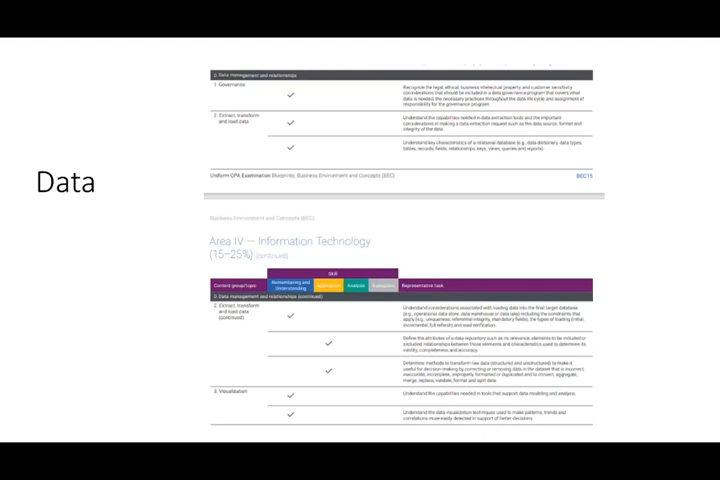 Data
D. Data management and relationships
1. Governance
Recognize the legal, ethical, business intellectual property and customer sensitivity
considerations that should be included in a data governance program that covers what
data is needed, the necessary practices throughout the data life cycle and assignment of
responsibility for the governance program.
2. Extract, transform
and load data
Understand the capabilities needed in data extraction tools and the important
considerations in making a data extraction request such as the data source, format and
integrity of the data.
Understand key characteristics of a relational database (e.g., data dictionary, data types,
tables, records, fields, relationships, keys, views, queries and reports).
Uniform CPA Examination Blueprints: Business Environment and Concepts (BEC)
BEC15
Business Environment and Concepts (BEC)
Area IV — Information Technology
(15–25%) (continued)
Skill
Content group/topic
Remembering and
Understanding
Application
Analysis
Evaluation
Representative task
D. Data management and relationships (continued)
2. Extract, transform
and load data
(continued)
Understand considerations associated with loading data into the final target database
(e.g., operational data store, data warehouse or data lake) including the constraints that
apply (e.g., uniqueness, referential integrity, mandatory fields), the types of loading (initial,
incremental, full refresh) and load verification.
Define the attributes of a data repository such as its relevance, elements to be included or
excluded, relationships between those elements and characteristics used to determine its
validity, completeness and accuracy.
Determine methods to transform raw data (structured and unstructured) to make it
useful for decision-making by correcting or removing data in the dataset that is incorrect,
inaccurate, incomplete, improperly formatted or duplicated and to convert, aggregate,
merge, replace, validate, format and split data.
3. Visualization
Understand the capabilities needed in tools that support data modeling and analysis.
Understand the data visualization techniques used to make patterns, trends and
correlations more easily detected in support of better decisions.